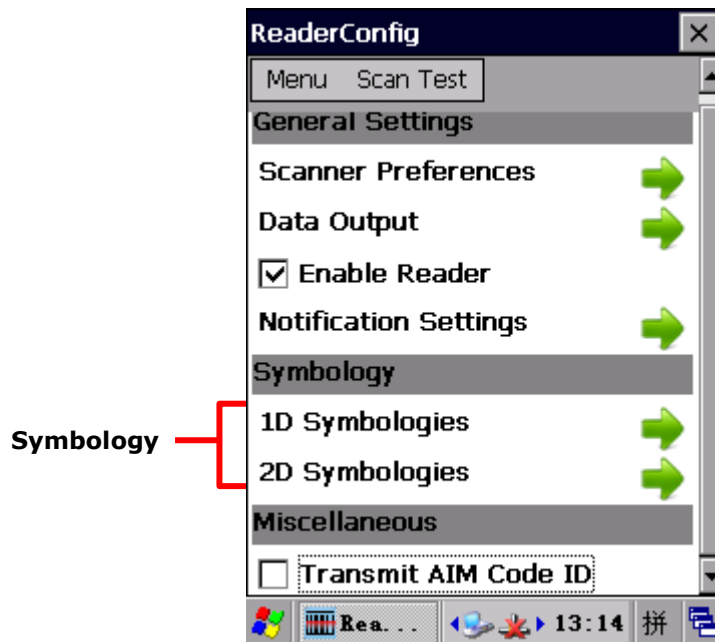 ReaderConfig
Menu Scan Test
General Settings
Scanner Preferences
Data Output
Enable Reader
Notification Settings
Symbology
Symbology
1D Symbologies
2D Symbologies
Miscellaneous
Transmit AIM Code ID
Rea... 13:14 拼